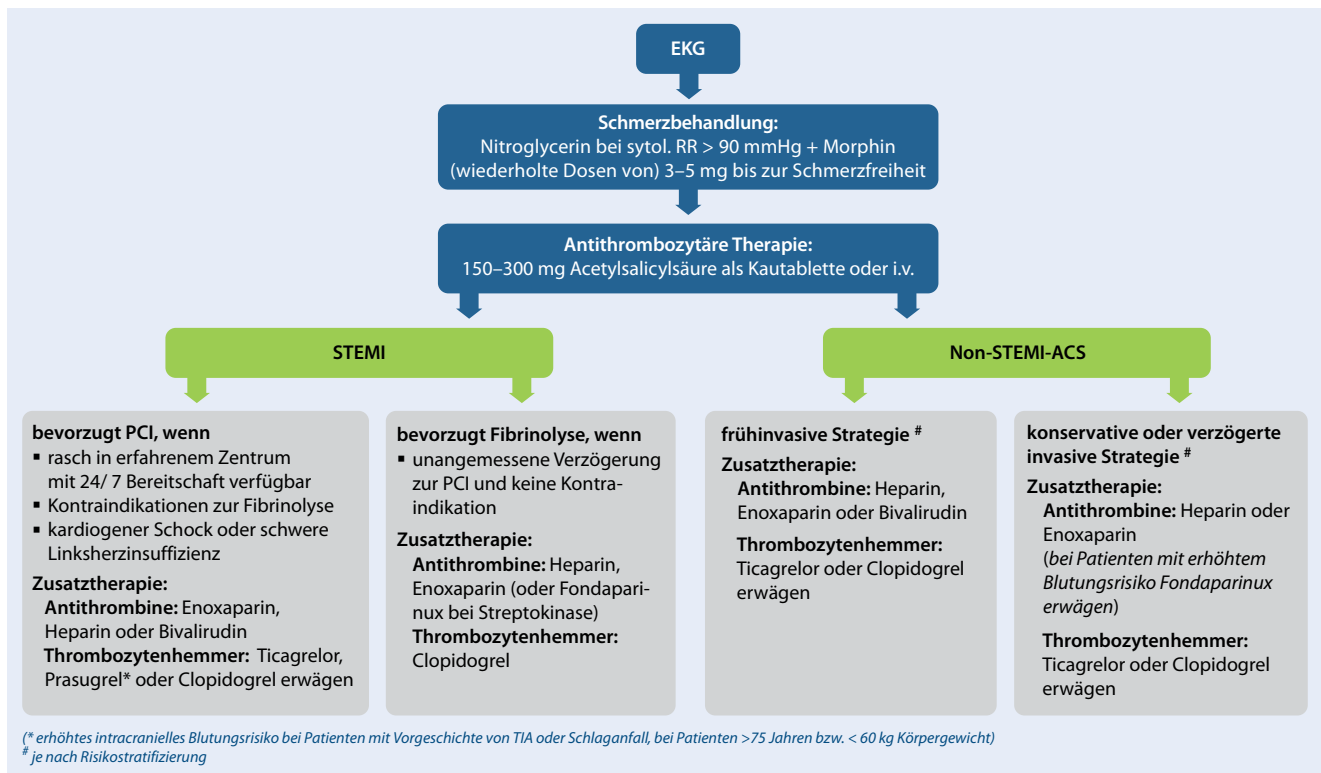 EKG
Schmerzbehandlung:
Nitroglycerin bei sytol. RR > 90 mmHg + Morphin
(wiederholte Dosen von) 3–5 mg bis zur Schmerzfreiheit
Antithrombozytäre Therapie:
150–300 mg Acetylsalicylsäure als Kautablette oder i.v.
STEMI
Non-STEMI-ACS
bevorzugt PCI, wenn
▪ rasch in erfahrenem Zentrum
mit 24/ 7 Bereitschaft verfügbar
▪ Kontraindikationen zur Fibrinolyse
▪ kardiogener Schock oder schwere
Linksherzinsuffizienz
Zusatztherapie:
Antithrombine: Enoxaparin,
Heparin oder Bivalirudin
Thrombozytenhemmer: Ticagrelor,
Prasugrel* oder Clopidogrel erwägen
bevorzugt Fibrinolyse, wenn
▪ unangemessene Verzögerung
zur PCI und keine Kontra-
indikation
Zusatztherapie:
Antithrombine: Heparin,
Enoxaparin (oder Fondapari-
nux bei Streptokinase)
Thrombozytenhemmer:
Clopidogrel
frühinvasive Strategie #
Zusatztherapie:
Antithrombine: Heparin,
Enoxaparin oder Bivalirudin
Thrombozytenhemmer:
Ticagrelor oder Clopidogrel
erwägen
konservative oder verzögerte
invasive Strategie #
Zusatztherapie:
Antithrombine: Heparin oder
Enoxaparin
(bei Patienten mit erhöhtem
Blutungsrisiko Fondaparinux
erwägen)
Thrombozytenhemmer:
Ticagrelor oder Clopidogrel
erwägen
(* erhöhtes intracranielles Blutungsrisiko bei Patienten mit Vorgeschichte von TIA oder Schlaganfall, bei Patienten >75 Jahren bzw. < 60 kg Körpergewicht)
# je nach Risikostratifizierung